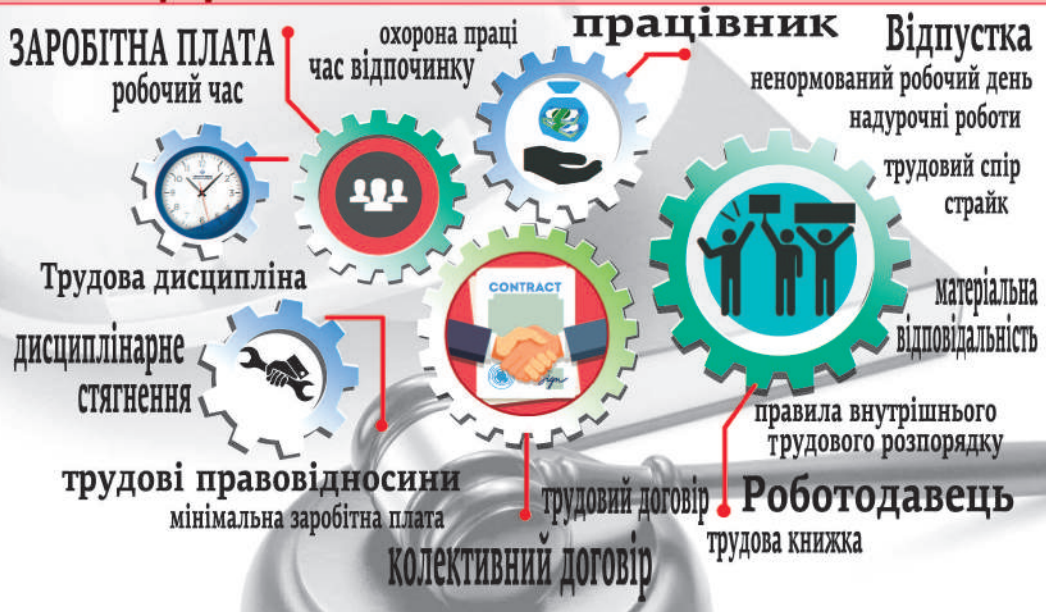 ЗАРОБІТНА ПЛАТА
робочий час
охорона праці
час відпочинку
працівник
Відпустка
ненормований робочий день
надурочні роботи
трудовий спір
страйк
Трудова дисципліна
CONTRACT
матеріальна
відповідальність
дисциплінарне
стягнення
правила внутрішнього
трудового розпорядку
трудові правовідносини
мінімальна заробітна плата
трудовий договір
Роботодавець
трудова книжка
колективний договір